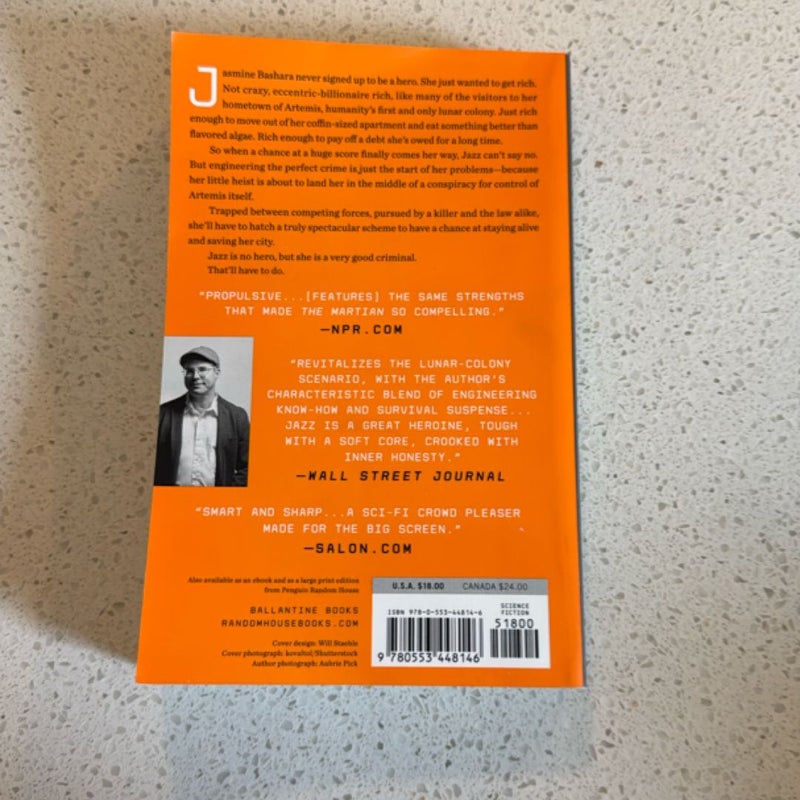 Jasmine Bashara never signed up to be a hero. She just wanted to get rich.
Not crazy, eccentric-billionaire rich, like many of the visitors to her
hometown of Artemis, humanity's first and only lunar colony. Just rich
enough to move out of her coffin-sized apartment and eat something better than
flavored algae. Rich enough to pay off a debt she's owed for a long time.
So when a chance at a huge score finally comes her way, Jazz can't say no.
But engineering the perfect crime is just the start of her problems—because
her little heist is about to land her in the middle of a conspiracy for control of
Artemis itself.
Trapped between competing forces, pursued by a killer and the law alike,
she'll have to hatch a truly spectacular scheme to have a chance at staying alive
and saving her city.
Jazz is no hero, but she is a very good criminal.
That'll have to do.
"PROPULSIVE...[FEATURES] THE SAME STRENGTHS
THAT MADE THE MARTIAN SO COMPELLING."
—NPR.COM
"REVITALIZES THE LUNAR-COLONY
SCENARIO, WITH THE AUTHOR'S
CHARACTERISTIC BLEND OF ENGINEERING
KNOW-HOW AND SURVIVAL SUSPENSE...
JAZZ IS A GREAT HEROINE, TOUGH
WITH A SOFT CORE, CROOKED WITH
INNER HONESTY."
—WALL STREET JOURNAL
"SMART AND SHARP...A SCI-FI CROWD PLEASER
MADE FOR THE BIG SCREEN."
—SALON.COM
Also available as an ebook and as a large print edition
from Penguin Random House
BALLANTINE BOOKS
RANDOMHOUSEBOOKS.COM
Cover design: Will Staehle
Cover photograph: kovaltol/Shutterstock
Author photograph: Aubrie Pick
U.S.A. $18.00 CANADA $24.00
ISBN 978-0-553-44814-6
SCIENCE
FICTION
51800
9 780553 448146